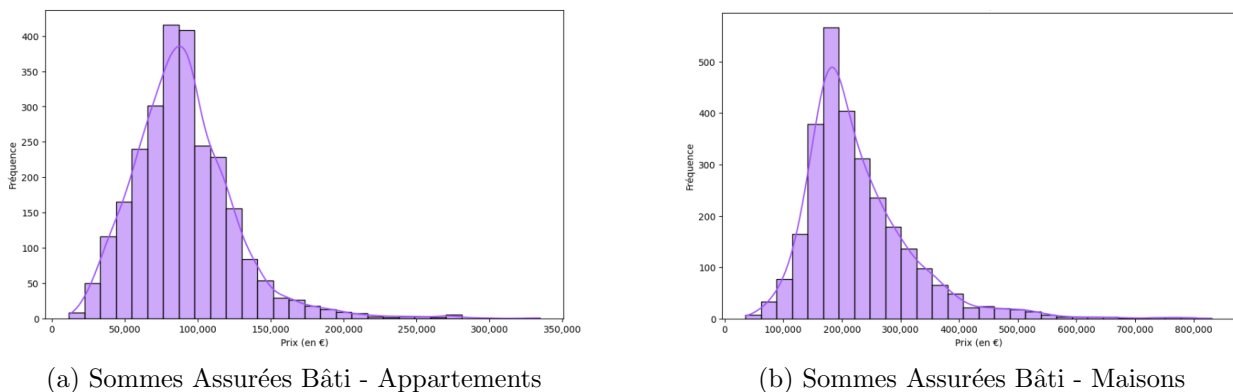 400
350
300
250
200
150
100
50
0
Fréquence
0 50,000 100,000 150,000 200,000 250,000 300,000 350,000
Prix (en €)
(a) Sommes Assurées Bâti - Appartements
500
400
300
200
100
0
Fréquence
0 100,000 200,000 300,000 400,000 500,000 600,000 700,000 800,000
Prix (en €)
(b) Sommes Assurées Bâti - Maisons